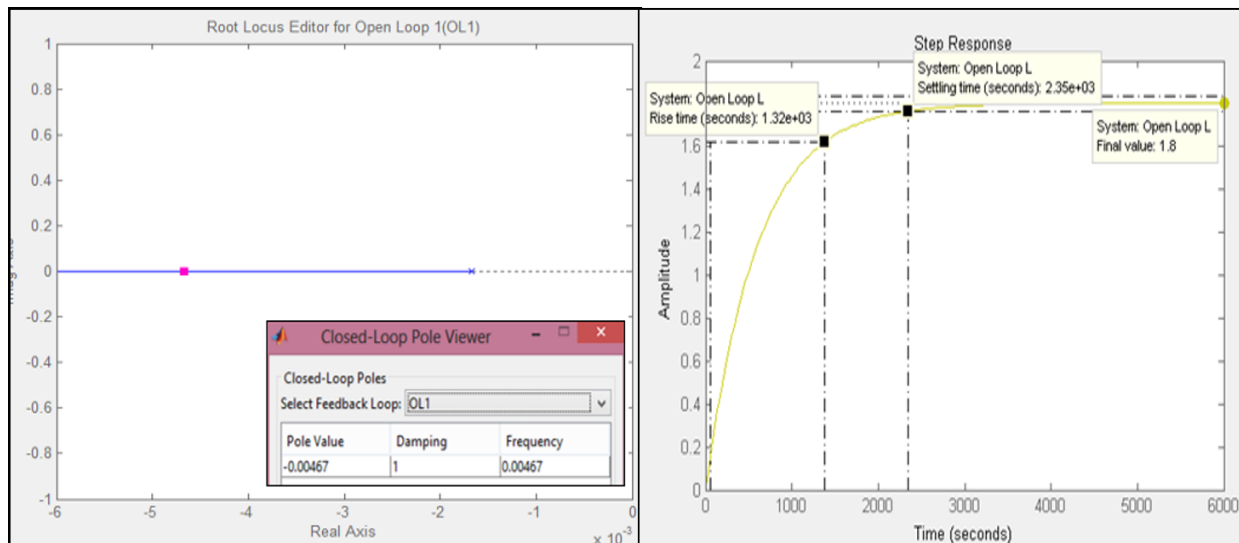 Root Locus Editor for Open Loop 1(OL1)
1
0.8
0.6
0.4
0.2
0
-0.2
-0.4
-0.6
-0.8
-1
-6
-5
-4
-3
-2
-1
0
Real Axis
x 10⁻³
Closed-Loop Pole Viewer
Closed-Loop Poles
Select Feedback Loop: OL1
Pole Value Damping Frequency
-0.00467 1 0.00467
Step Response
System: Open Loop L
Settling time (seconds): 2.35e+03
System: Open Loop L
Rise time (seconds): 1.32e+03
System: Open Loop L
Final value: 1.8
2
1.6
1.4
1.2
1
0.8
0.6
0.4
0.2
0
Amplitude
0 1000 2000 3000 4000 5000 6000
Time (seconds)